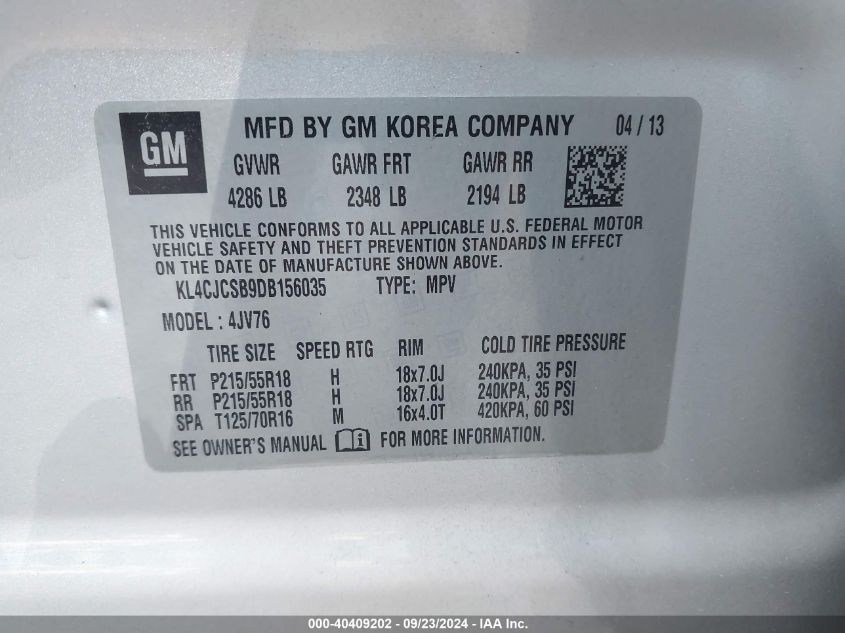 GM
MFD BY GM KOREA COMPANY 04 / 13
GVWR GAWR FRT GAWR RR
4286 LB 2348 LB 2194 LB
THIS VEHICLE CONFORMS TO ALL APPLICABLE U.S. FEDERAL MOTOR
VEHICLE SAFETY AND THEFT PREVENTION STANDARDS IN EFFECT
ON THE DATE OF MANUFACTURE SHOWN ABOVE.
KL4CJCSB9DB156035 TYPE: MPV
MODEL : 4JV76
TIRE SIZE SPEED RTG RIM COLD TIRE PRESSURE
FRT P215/55R18 H 18x7.0J 240KPA, 35 PSI
RR P215/55R18 H 18x7.0J 240KPA, 35 PSI
SPA T125/70R16 M 16x4.0T 420KPA, 60 PSI
SEE OWNER'S MANUAL FOR MORE INFORMATION.
000-40409202 - 09/23/2024 - IAA Inc.